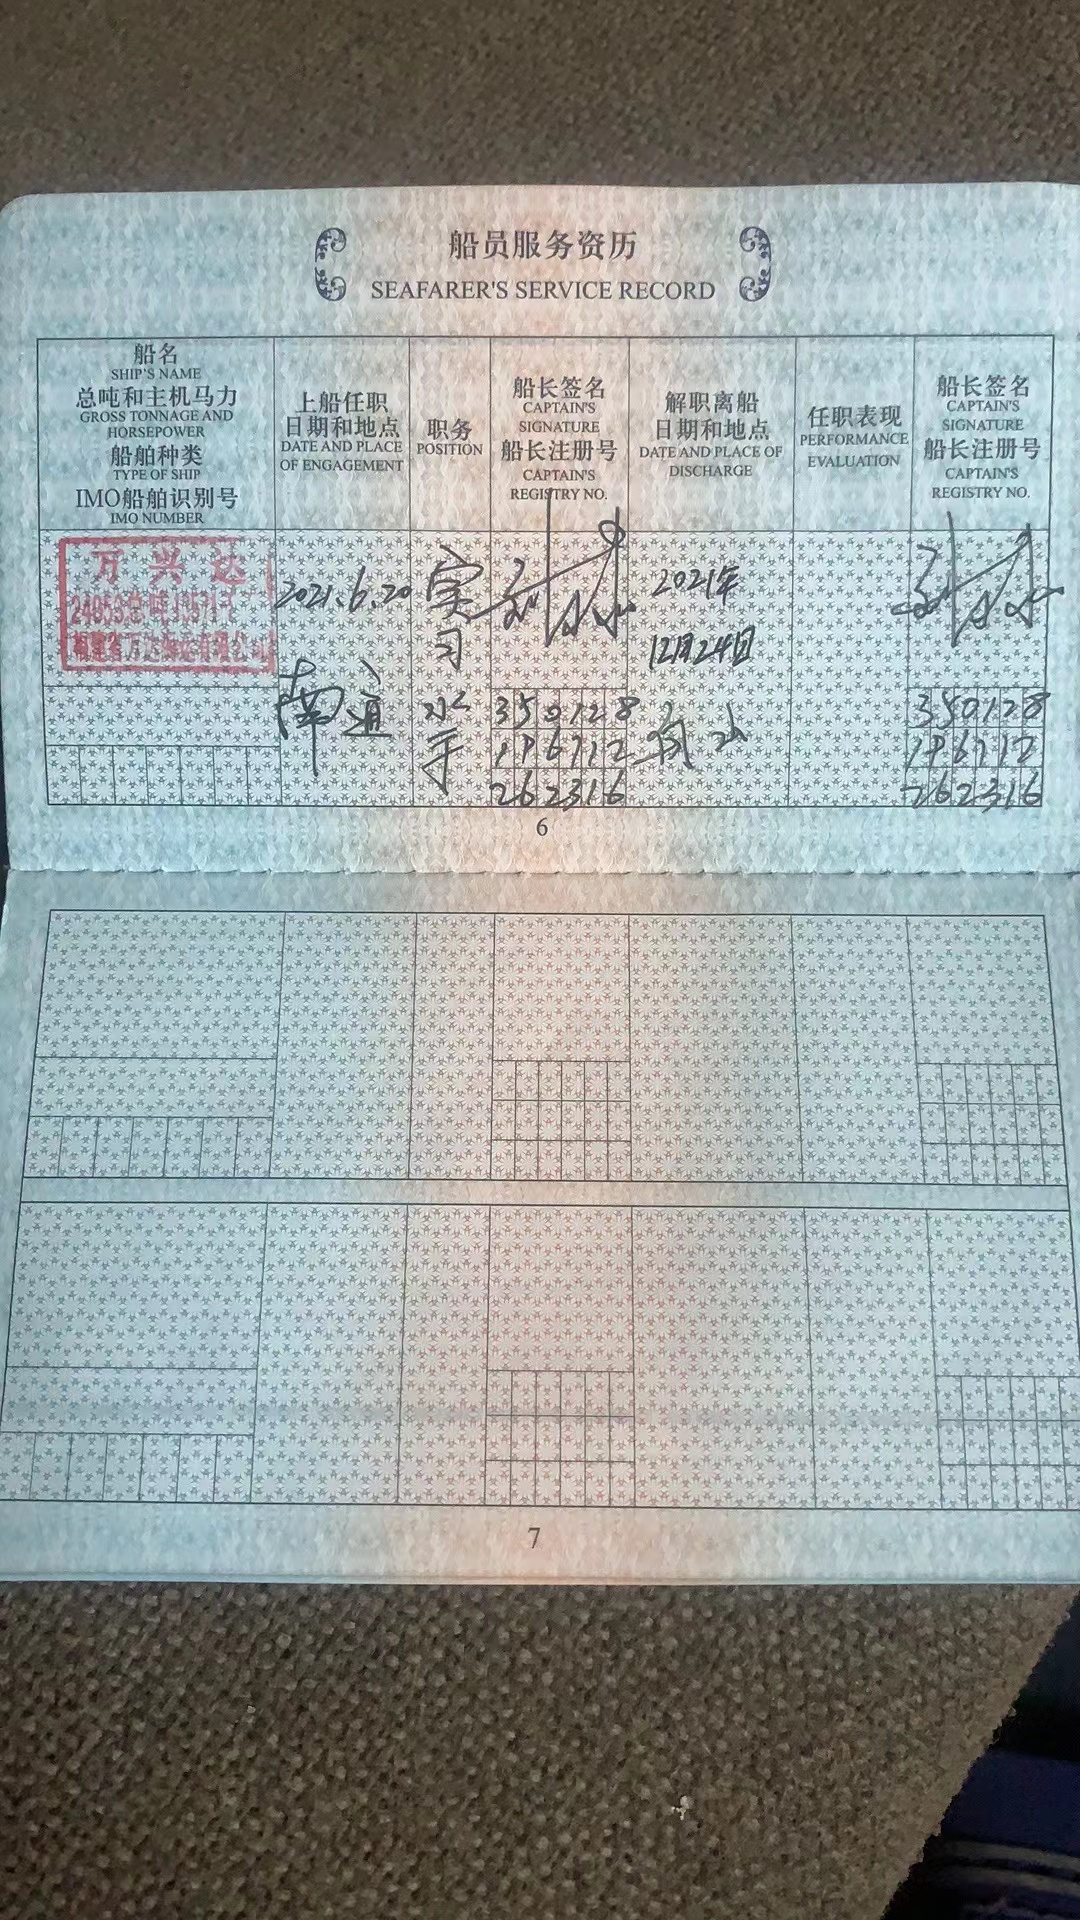 船员服务资历
SEAFARER'S SERVICE RECORD
船名
SHIP'S NAME
总吨和主机马力
GROSS TONNAGE AND
HORSEPOWER
船舶种类
TYPE OF SHIP
IMO船舶识别号
IMO NUMBER
上船任职
日期和地点
DATE AND PLACE
OF ENGAGEMENT
职务
POSITION
船长签名
CAPTAIN'S
SIGNATURE
船长注册号
CAPTAIN'S
REGISTRY NO.
解职离船
日期和地点
DATE AND PLACE OF
DISCHARGE
任职表现
PERFORMANCE
EVALUATION
船长签名
CAPTAIN'S
SIGNATURE
船长注册号
CAPTAIN'S
REGISTRY NO.
万兴达
2021.6.20
南通
实
习
水
手
350128
196712
262316
2021年
12月24日
350128
196712
262316
6
7